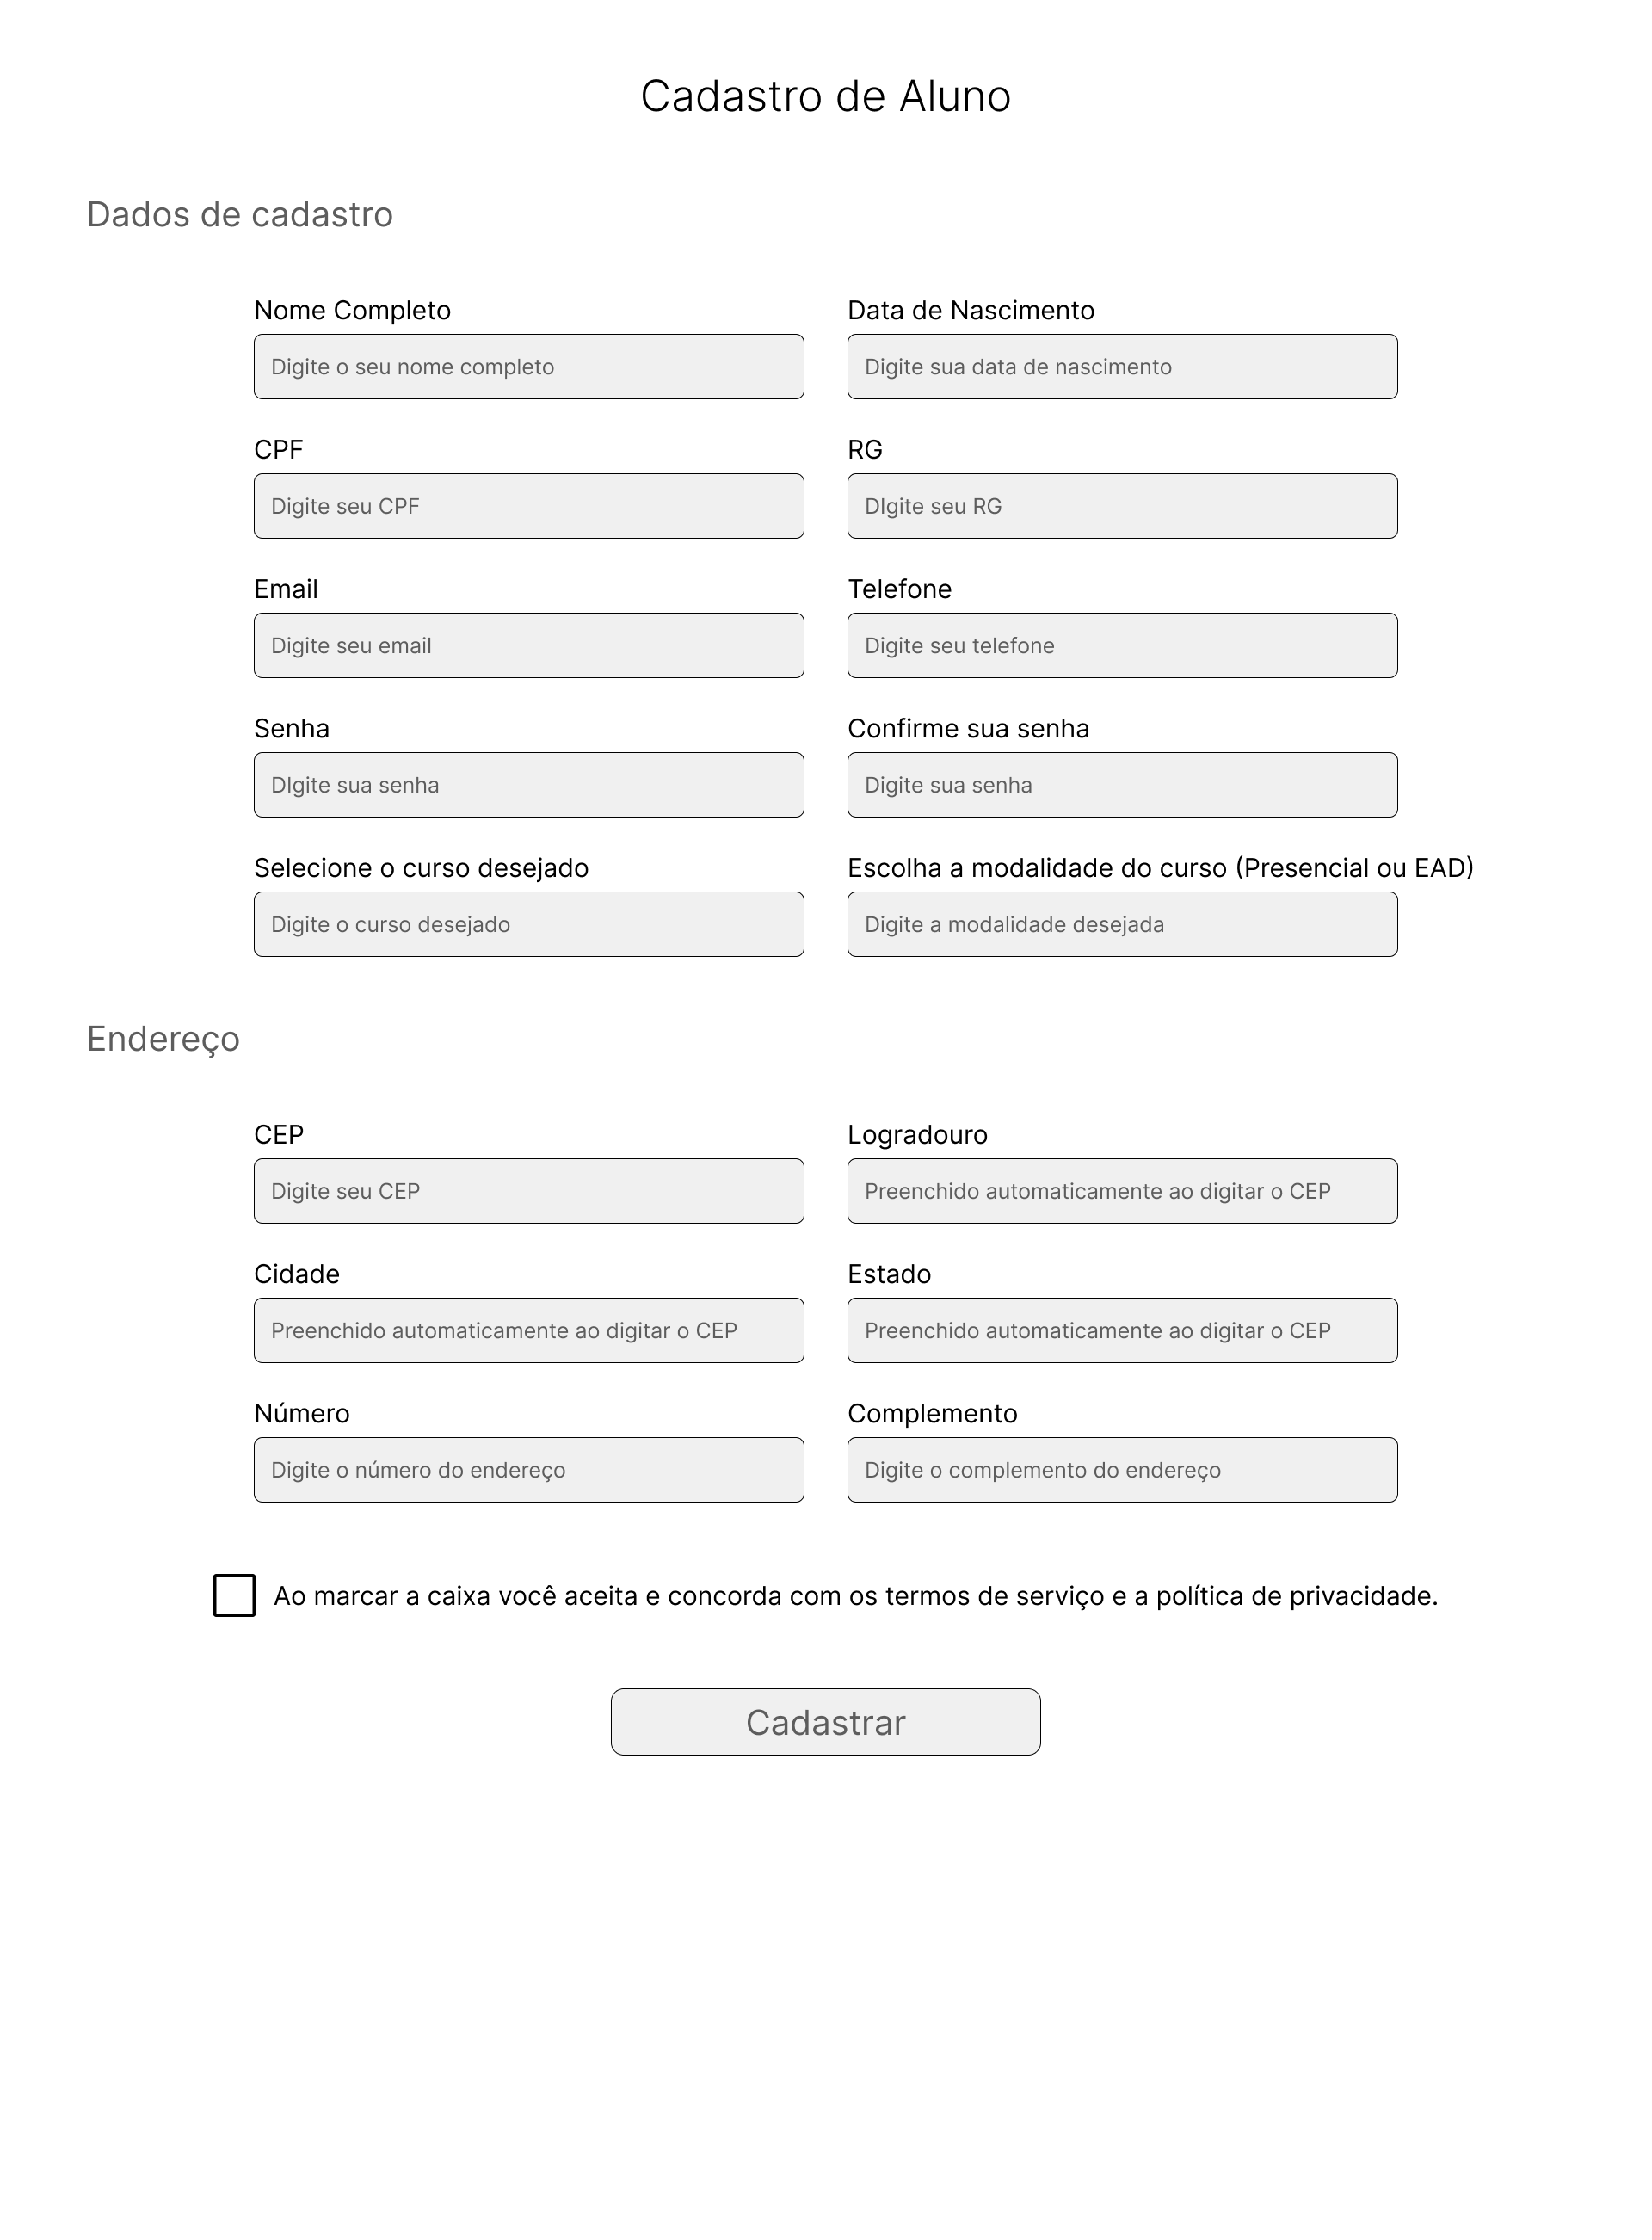 Cadastro de Aluno
Dados de cadastro
Nome Completo
Data de Nascimento
Digite o seu nome completo
Digite sua data de nascimento
CPF
RG
Digite seu CPF
DIgite seu RG
Email
Telefone
Digite seu email
Digite seu telefone
Senha
Confirme sua senha
DIgite sua senha
Digite sua senha
Selecione o curso desejado
Escolha a modalidade do curso (Presencial ou EAD)
Digite o curso desejado
Digite a modalidade desejada
Endereço
CEP
Logradouro
Digite seu CEP
Preenchido automaticamente ao digitar o CEP
Cidade
Estado
Preenchido automaticamente ao digitar o CEP
Preenchido automaticamente ao digitar o CEP
Número
Complemento
Digite o número do endereço
Digite o complemento do endereço
Ao marcar a caixa você aceita e concorda com os termos de serviço e a política de privacidade.
Cadastrar